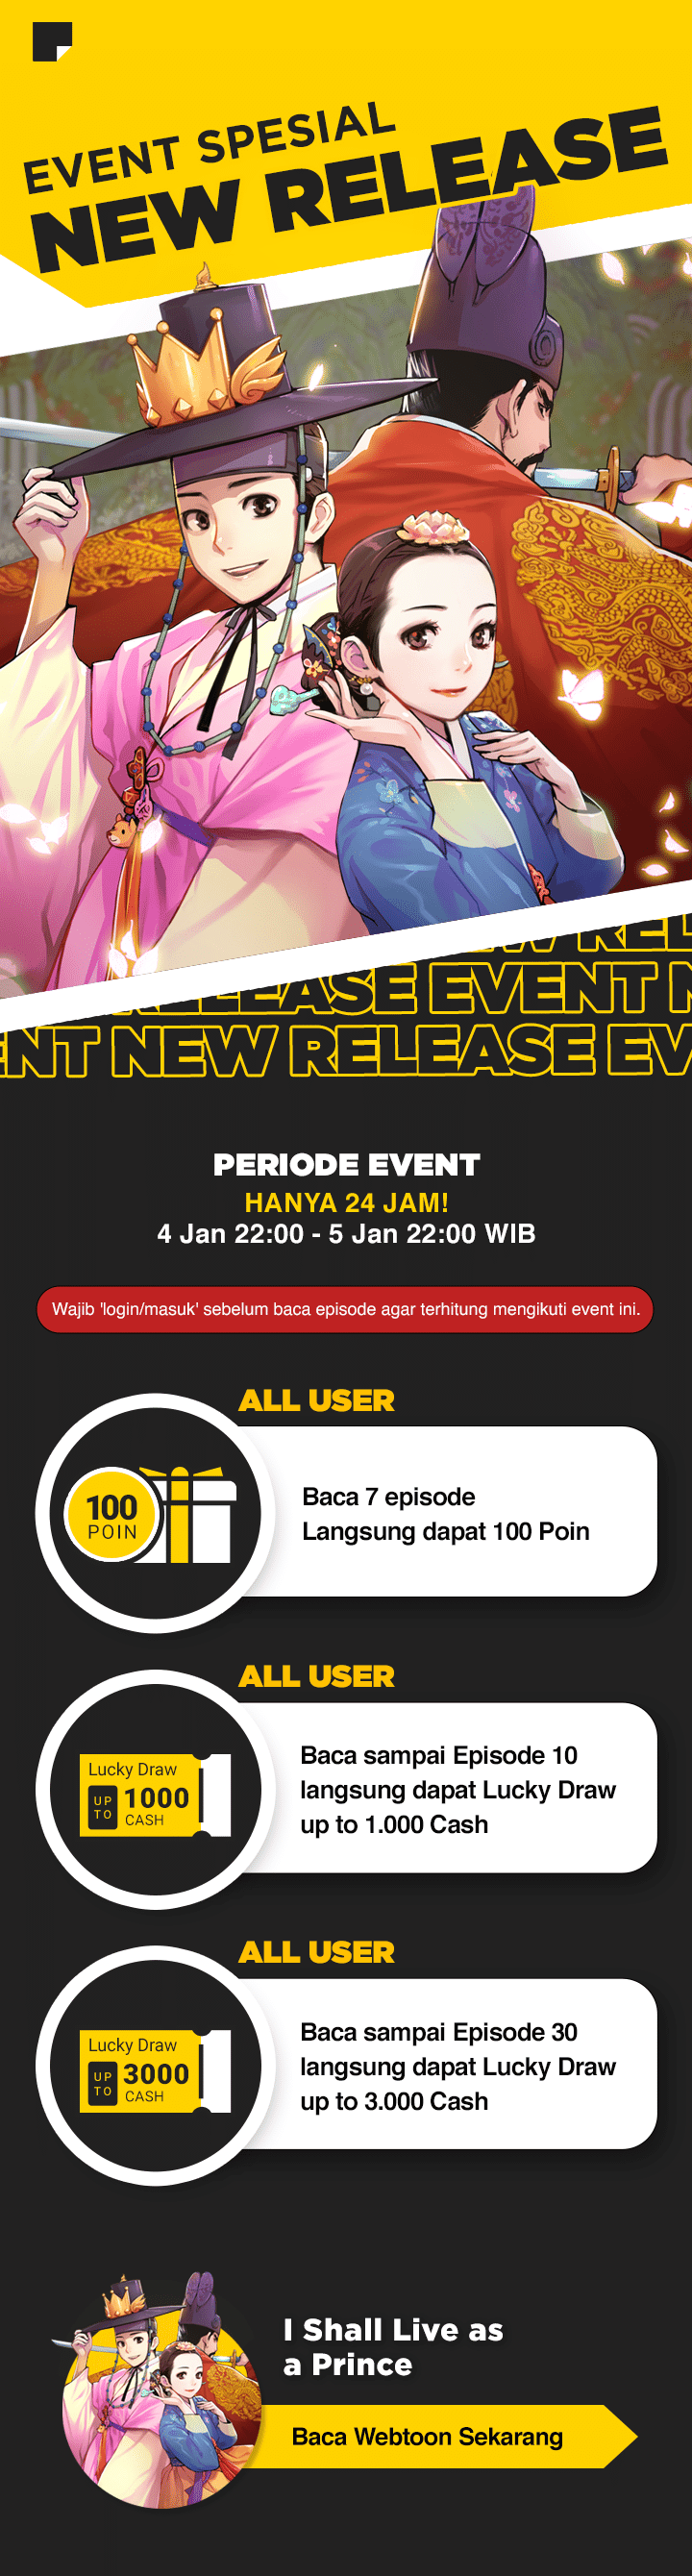 EVENT SPESIAL
NEW RELEASE
W REL
RELEASE EVENT N
ENT NEW RELEASE EV
PERIODE EVENT
HANYA 24 JAM!
4 Jan 22:00 - 5 Jan 22:00 WIB
Wajib 'login/masuk' sebelum baca episode agar terhitung mengikuti event ini.
ALL USER
100
POIN
Baca 7 episode
Langsung dapat 100 Poin
ALL USER
Lucky Draw
UP TO
1000
CASH
Baca sampai Episode 10
langsung dapat Lucky Draw
up to 1.000 Cash
ALL USER
Lucky Draw
UP TO
3000
CASH
Baca sampai Episode 30
langsung dapat Lucky Draw
up to 3.000 Cash
I Shall Live as
a Prince
Baca Webtoon Sekarang